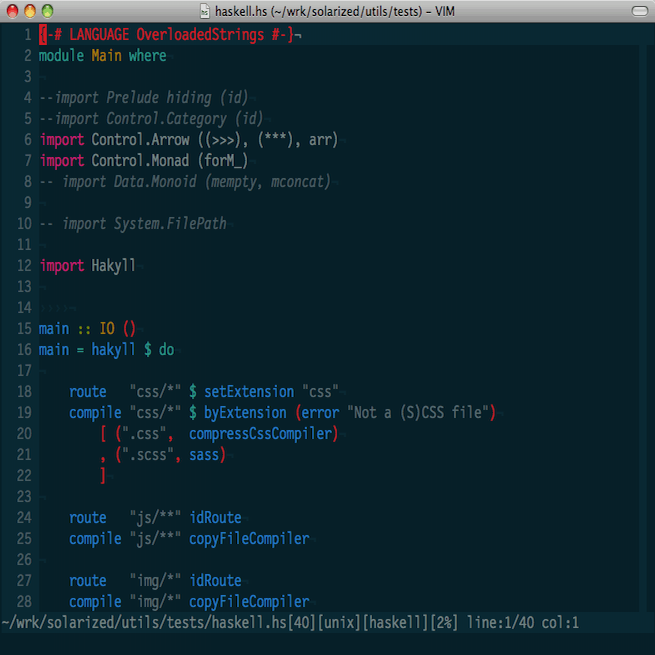 haskell.hs (~/wrk/solarized/utils/tests) - VIM
1 {-# LANGUAGE OverloadedStrings #-}¬
2 module Main where¬
3 ¬
4 --import Prelude hiding (id)¬
5 --import Control.Category (id)¬
6 import Control.Arrow ((>>>), (***), arr)¬
7 import Control.Monad (forM_)¬
8 -- import Data.Monoid (mempty, mconcat)¬
9 ¬
10 -- import System.FilePath¬
11 ¬
12 import Hakyll¬
13 ¬
14 ¬
15 main :: IO ()¬
16 main = hakyll $ do¬
17 ¬
18     route   "css/*" $ setExtension "css"¬
19     compile "css/*" $ byExtension (error "Not a (S)CSS file")¬
20         [ (".css",  compressCssCompiler)¬
21         , (".scss", sass)¬
22         ]¬
23 ¬
24     route   "js/**" idRoute¬
25     compile "js/**" copyFileCompiler¬
26 ¬
27     route   "img/*" idRoute¬
28     compile "img/*" copyFileCompiler¬
~/wrk/solarized/utils/tests/haskell.hs[40][unix][haskell][2%] line:1/40 col:1